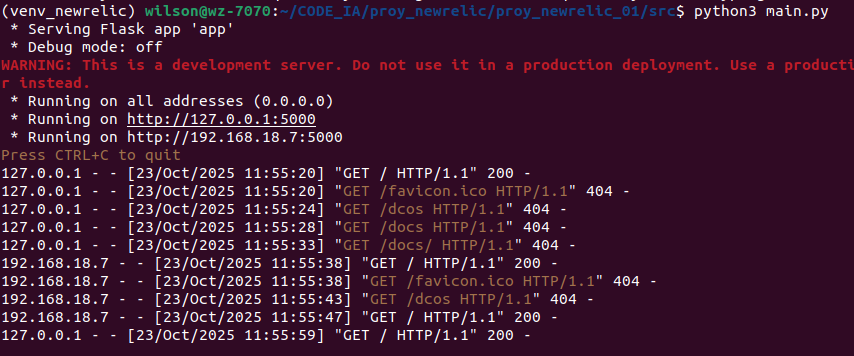 (venv_newrelic) wilson@wz-7070:~/CODE_IA/proy_newrelic/proy_newrelic_01/src$ python3 main.py
 * Serving Flask app 'app'
 * Debug mode: off
WARNING: This is a development server. Do not use it in a production deployment. Use a producti
r instead.
 * Running on all addresses (0.0.0.0)
 * Running on http://127.0.0.1:5000
 * Running on http://192.168.18.7:5000
Press CTRL+C to quit
127.0.0.1 - - [23/Oct/2025 11:55:20] "GET / HTTP/1.1" 200 -
127.0.0.1 - - [23/Oct/2025 11:55:20] "GET /favicon.ico HTTP/1.1" 404 -
127.0.0.1 - - [23/Oct/2025 11:55:24] "GET /dcos HTTP/1.1" 404 -
127.0.0.1 - - [23/Oct/2025 11:55:28] "GET /docs HTTP/1.1" 404 -
127.0.0.1 - - [23/Oct/2025 11:55:33] "GET /docs/ HTTP/1.1" 404 -
192.168.18.7 - - [23/Oct/2025 11:55:38] "GET / HTTP/1.1" 200 -
192.168.18.7 - - [23/Oct/2025 11:55:38] "GET /favicon.ico HTTP/1.1" 404 -
192.168.18.7 - - [23/Oct/2025 11:55:43] "GET /dcos HTTP/1.1" 404 -
192.168.18.7 - - [23/Oct/2025 11:55:47] "GET / HTTP/1.1" 200 -
127.0.0.1 - - [23/Oct/2025 11:55:59] "GET / HTTP/1.1" 200 -